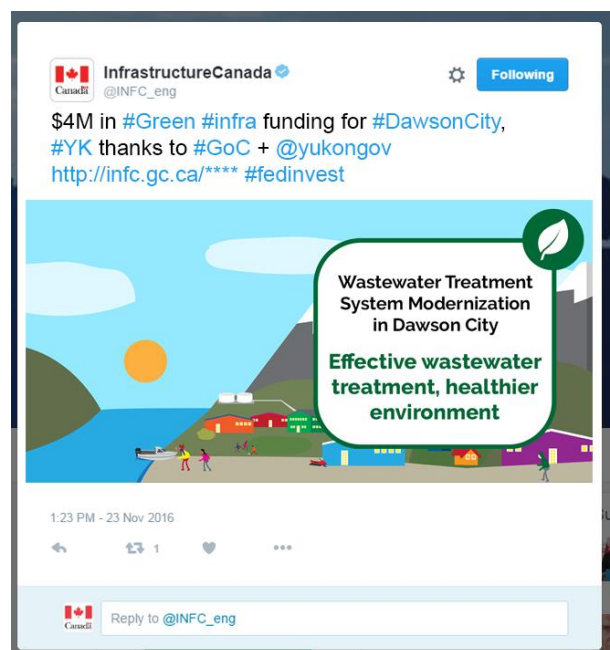 InfrastructureCanada
Canada
@INFC_eng
Following
$4M in #Green #infra funding for #DawsonCity,
#YK thanks to #GoC + @yukongov
http://infc.gc.ca/**** #fedinvest
Wastewater Treatment
System Modernization
in Dawson City
Effective wastewater
treatment, healthier
environment
1:23 PM - 23 Nov 2016
1
Canada
Reply to @INFC_eng